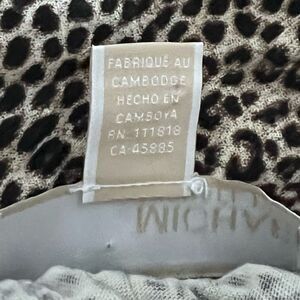 FABRIQUE AU
CAMBODGE
HECHO EN
CAMBOYA
RN 111818
CA 45885